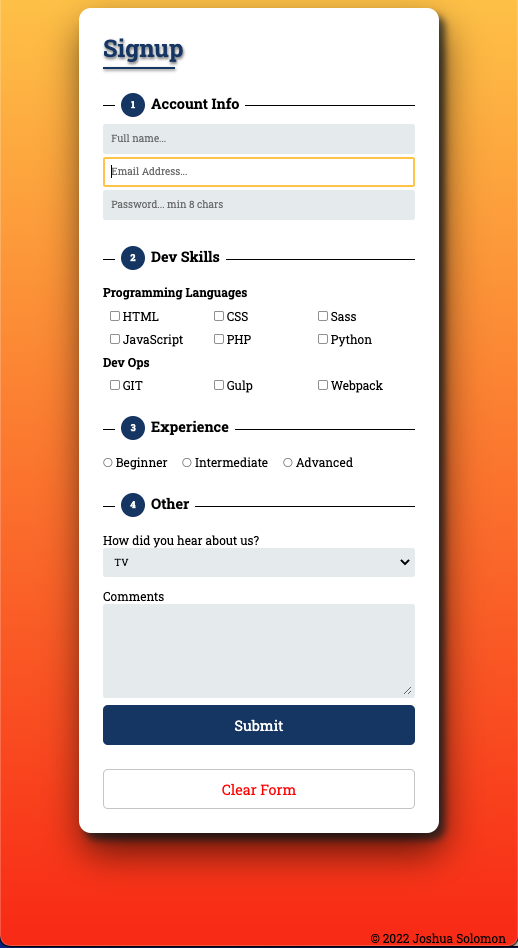 Signup
1 Account Info
Full name...
Email Address...
Password... min 8 chars
2 Dev Skills
Programming Languages
HTML CSS Sass
JavaScript PHP Python
Dev Ops
GIT Gulp Webpack
3 Experience
Beginner Intermediate Advanced
4 Other
How did you hear about us?
TV
Comments
Submit
Clear Form
© 2022 Joshua Solomon